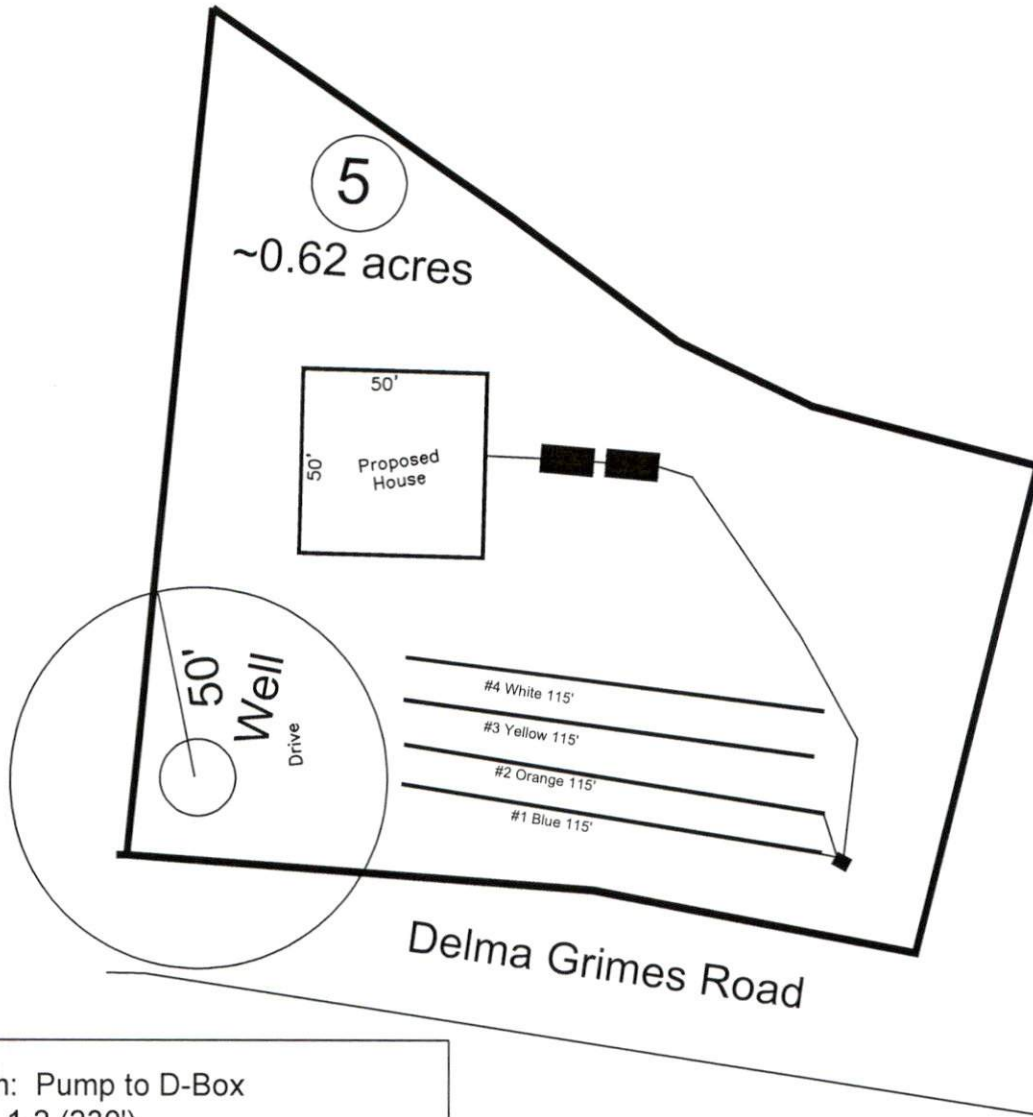 5
~0.62 acres
50'
50'
Proposed
House
50'
Well
Drive
#4 White 115'
#3 Yellow 115'
#2 Orange 115'
#1 Blue 115'
Delma Grimes Road
Pump to D-Box